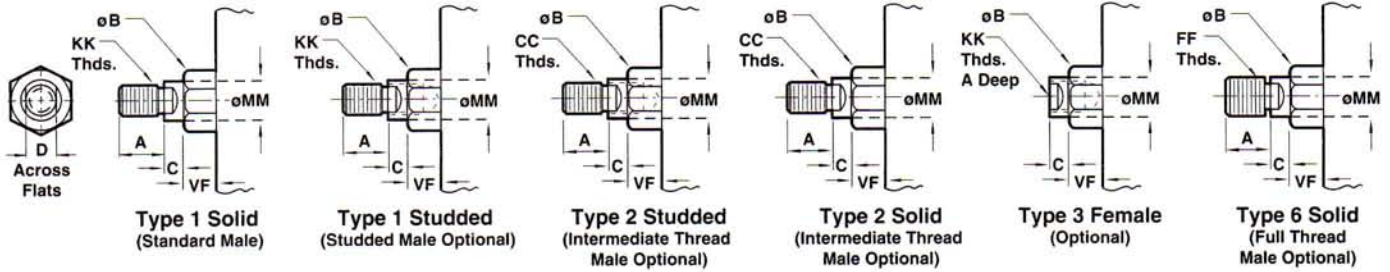 D
Across
Flats
øB
KK
Thds.
øMM
A
C
VF
Type 1 Solid
(Standard Male)
øB
KK
Thds.
øMM
A
C
VF
Type 1 Studded
(Studded Male Optional)
øB
CC
Thds.
øMM
A
C
VF
Type 2 Studded
(Intermediate Thread
Male Optional)
øB
CC
Thds.
øMM
A
C
VF
Type 2 Solid
(Intermediate Thread
Male Optional)
øB
KK
Thds.
A Deep
øMM
C
VF
Type 3 Female
(Optional)
øB
FF
Thds.
øMM
A
C
VF
Type 6 Solid
(Full Thread
Male Optional)